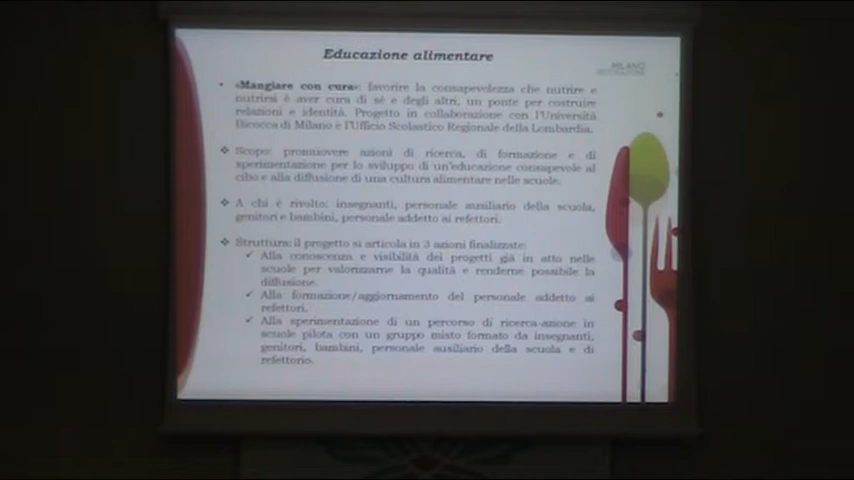 Educazione alimentare
MILANO
• «Mangiare con cura»: favorire la consapevolezza che nutrire e
nutrirsi è aver cura di sé e degli altri, un ponte per costruire
relazioni e identità. Progetto in collaborazione con l'Università
Bicocca di Milano e l'Ufficio Scolastico Regionale della Lombardia.
❖ Scopo: promuovere azioni di ricerca, di formazione e di
sperimentazione per lo sviluppo di un'educazione consapevole al
cibo e alla diffusione di una cultura alimentare nelle scuole.
❖ A chi è rivolto: insegnanti, personale ausiliario della scuola,
genitori e bambini, personale addetto ai refettori.
❖ Struttura: il progetto si articola in 3 azioni finalizzate:
✓ Alla conoscenza e visibilità dei progetti già in atto nelle
scuole per valorizzarne la qualità e renderne possibile la
diffusione.
✓ Alla formazione/aggiornamento del personale addetto ai
refettori.
✓ Alla sperimentazione di un percorso di ricerca-azione in
scuole pilota con un gruppo misto formato da insegnanti,
genitori, bambini, personale ausiliario della scuola e di
refettorio.